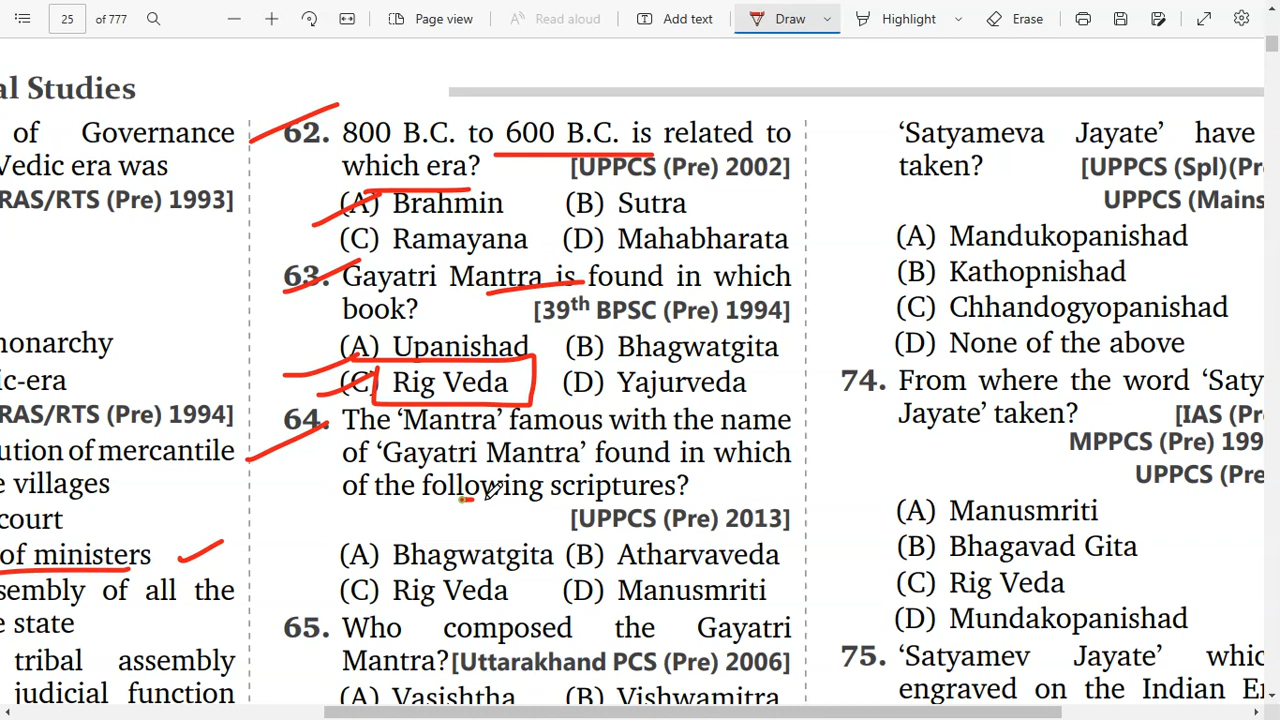 25 of 777 Page view Read aloud Add text Draw Highlight Erase
al Studies
of Governance
Vedic era was
RAS/RTS (Pre) 1993]
monarchy
ic-era
RAS/RTS (Pre) 1994]
ution of mercantile
e villages
court
of ministers
sembly of all the
e state
tribal assembly
judicial function
62. 800 B.C. to 600 B.C. is related to
which era? [UPPCS (Pre) 2002]
(A) Brahmin (B) Sutra
(C) Ramayana (D) Mahabharata
63. Gayatri Mantra is found in which
book? [39th BPSC (Pre) 1994]
(A) Upanishad (B) Bhagwatgita
(C) Rig Veda (D) Yajurveda
64. The ‘Mantra’ famous with the name
of ‘Gayatri Mantra’ found in which
of the following scriptures?
[UPPCS (Pre) 2013]
(A) Bhagwatgita (B) Atharvaveda
(C) Rig Veda (D) Manusmriti
65. Who composed the Gayatri
Mantra? [Uttarakhand PCS (Pre) 2006]
(A) Vasishtha (B) Vishwamitra
‘Satyameva Jayate’ have
taken? [UPPCS (Spl)(Pr
UPPCS (Mains
(A) Mandukopanishad
(B) Kathopnishad
(C) Chhandogyopanishad
(D) None of the above
74. From where the word ‘Saty
Jayate’ taken? [IAS (Pr
MPPCS (Pre) 199
UPPCS (Pre
(A) Manusmriti
(B) Bhagavad Gita
(C) Rig Veda
(D) Mundakopanishad
75. ‘Satyamev Jayate’ whic
engraved on the Indian E